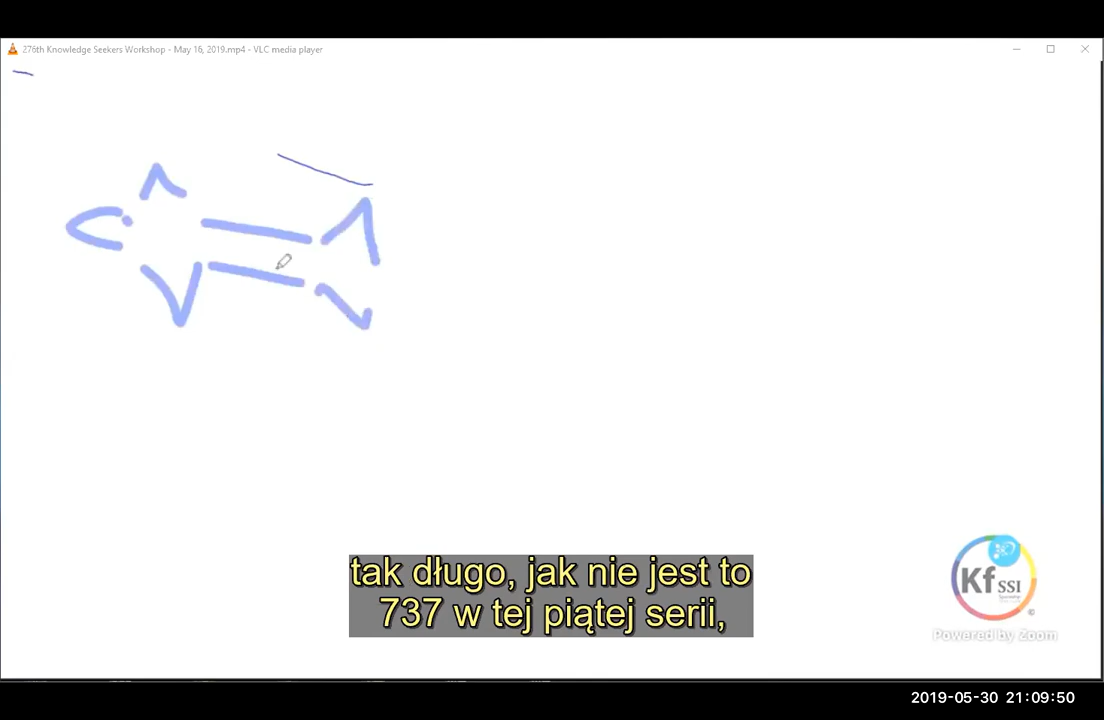 276th Knowledge Seekers Workshop - May 16, 2019.mp4 - VLC media player
tak długo, jak nie jest to
737 w tej piątej serii,
Kf SSI
©
Powered by Zoom
2019-05-30 21:09:50